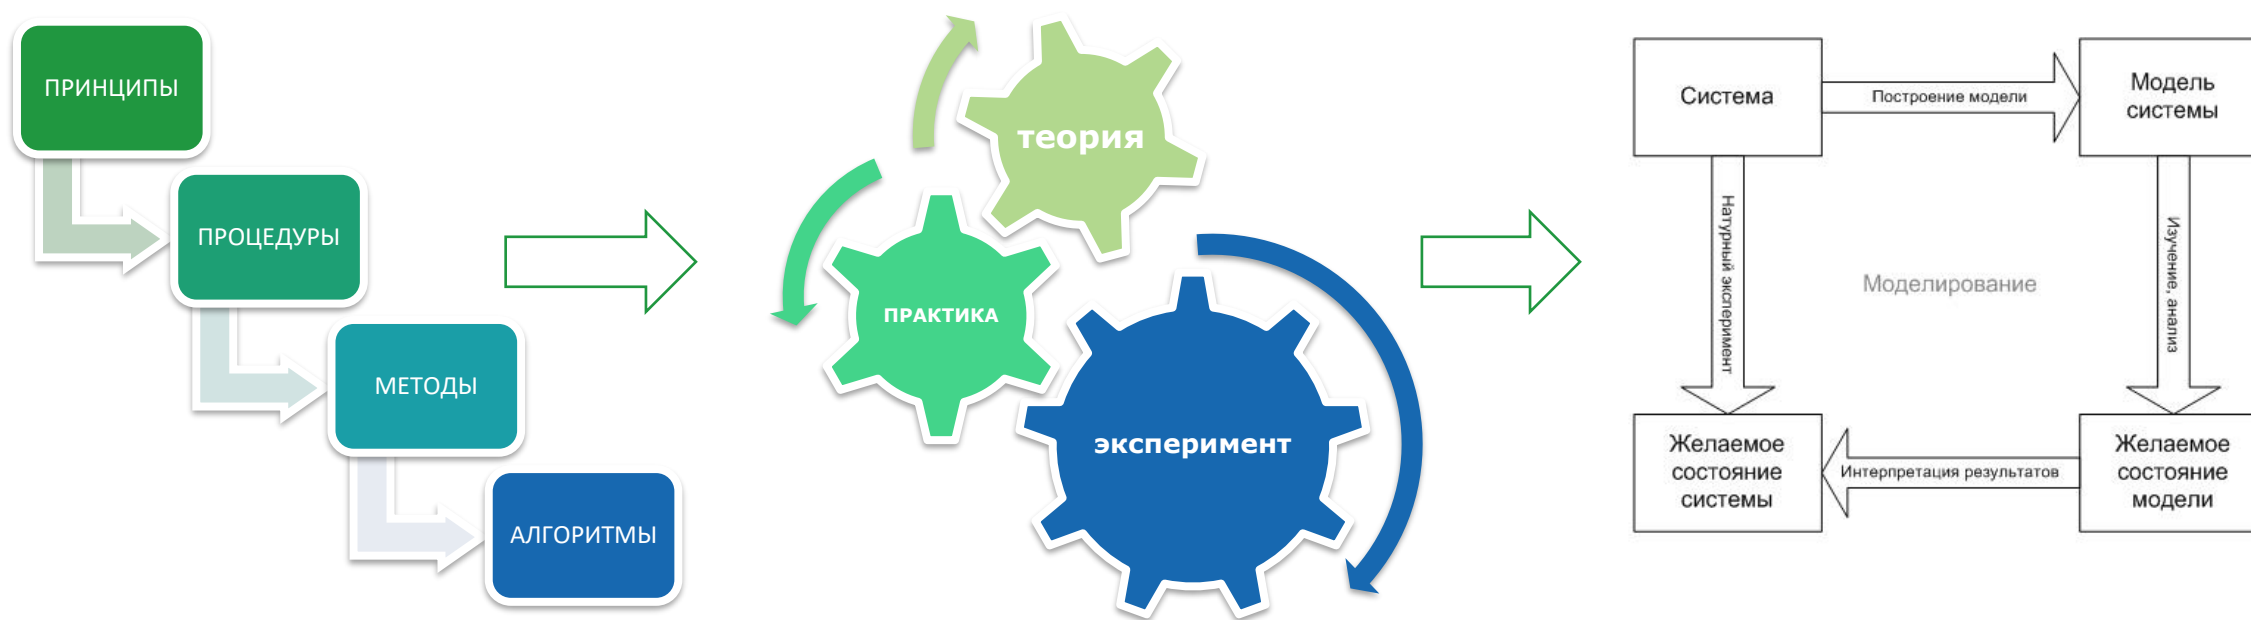 ПРИНЦИПЫ
ПРОЦЕДУРЫ
МЕТОДЫ
АЛГОРИТМЫ
теория
ПРАКТИКА
эксперимент
Система
Построение модели
Модель
системы
Натурный эксперимент
Моделирование
Изучение, анализ
Желаемое
состояние
системы
Интерпретация результатов
Желаемое
состояние
модели